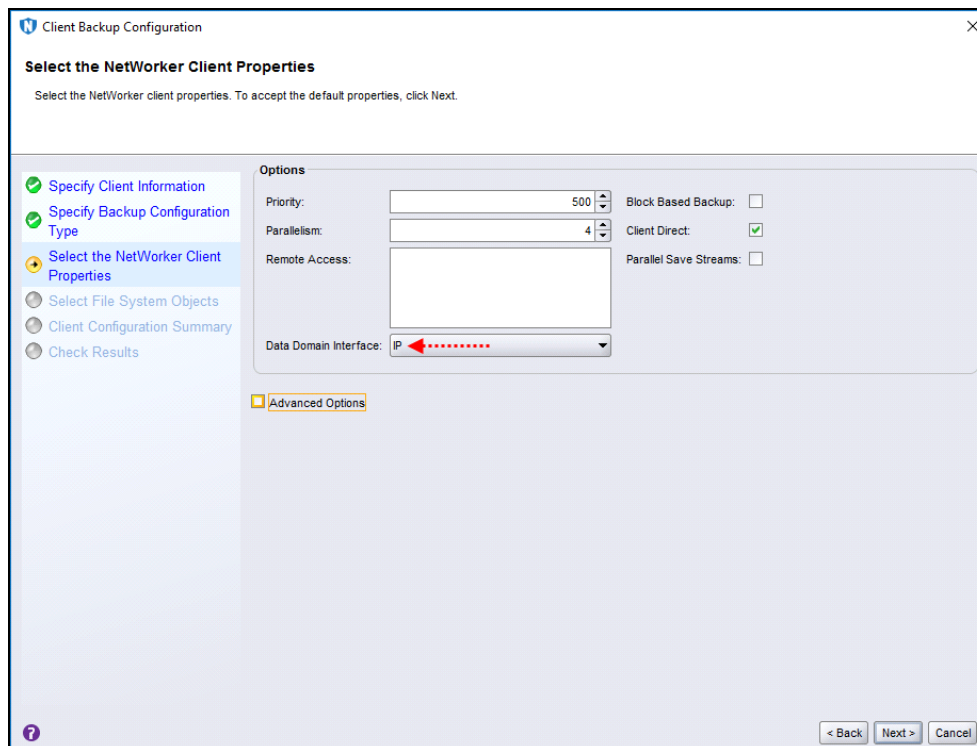 Client Backup Configuration
Select the NetWorker Client Properties
Select the NetWorker client properties. To accept the default properties, click Next.
Specify Client Information
Specify Backup Configuration
Type
Select the NetWorker Client
Properties
Select File System Objects
Client Configuration Summary
Check Results
Options
Priority: 500 Block Based Backup:
Parallelism: 4 Client Direct:
Remote Access: Parallel Save Streams:
Data Domain Interface: IP
Advanced Options
? < Back Next > Cancel